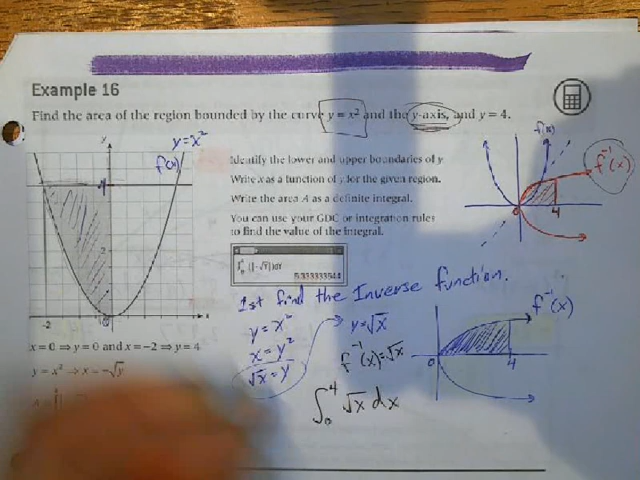 Example 16
Find the area of the region bounded by the curve y = x² and the y-axis, and y = 4.
y = x²
f(x)
y
4
2
-2
0
x
Identify the lower and upper boundaries of y.
Write x as a function of y for the given region.
Write the area A as a definite integral.
You can use your GDC or integration rules
to find the value of the integral.
f(x)
f⁻¹(x)
0
4
1st find the Inverse function.
y = x²
x = y²
√x = y
y = √x
f⁻¹(x) = √x
∫₀⁴ √x dx
f⁻¹(x)
0
4
x = 0 ⇒ y = 0 and x = −2 ⇒ y = 4
y = x² ⇒ x = −√y